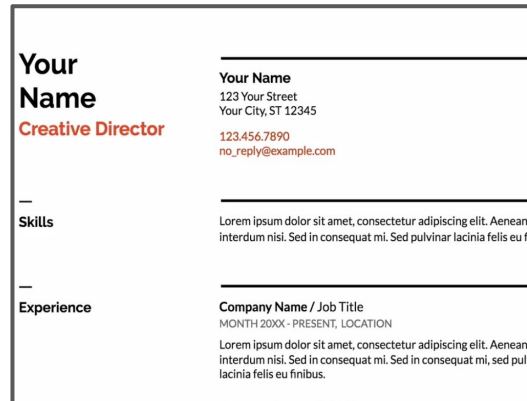 Your
Name
Creative Director
Your Name
123 Your Street
Your City, ST 12345
123.456.7890
no_reply@example.com
Skills
Lorem ipsum dolor sit amet, consectetur adipiscing elit. Aenean
interdum nisi. Sed in consequat mi. Sed pulvinar lacinia felis eu f
Experience
Company Name / Job Title
MONTH 20XX - PRESENT, LOCATION
Lorem ipsum dolor sit amet, consectetur adipiscing elit. Aenean
interdum nisi. Sed in consequat mi. Sed in consequat mi, sed pul
lacinia felis eu finibus.